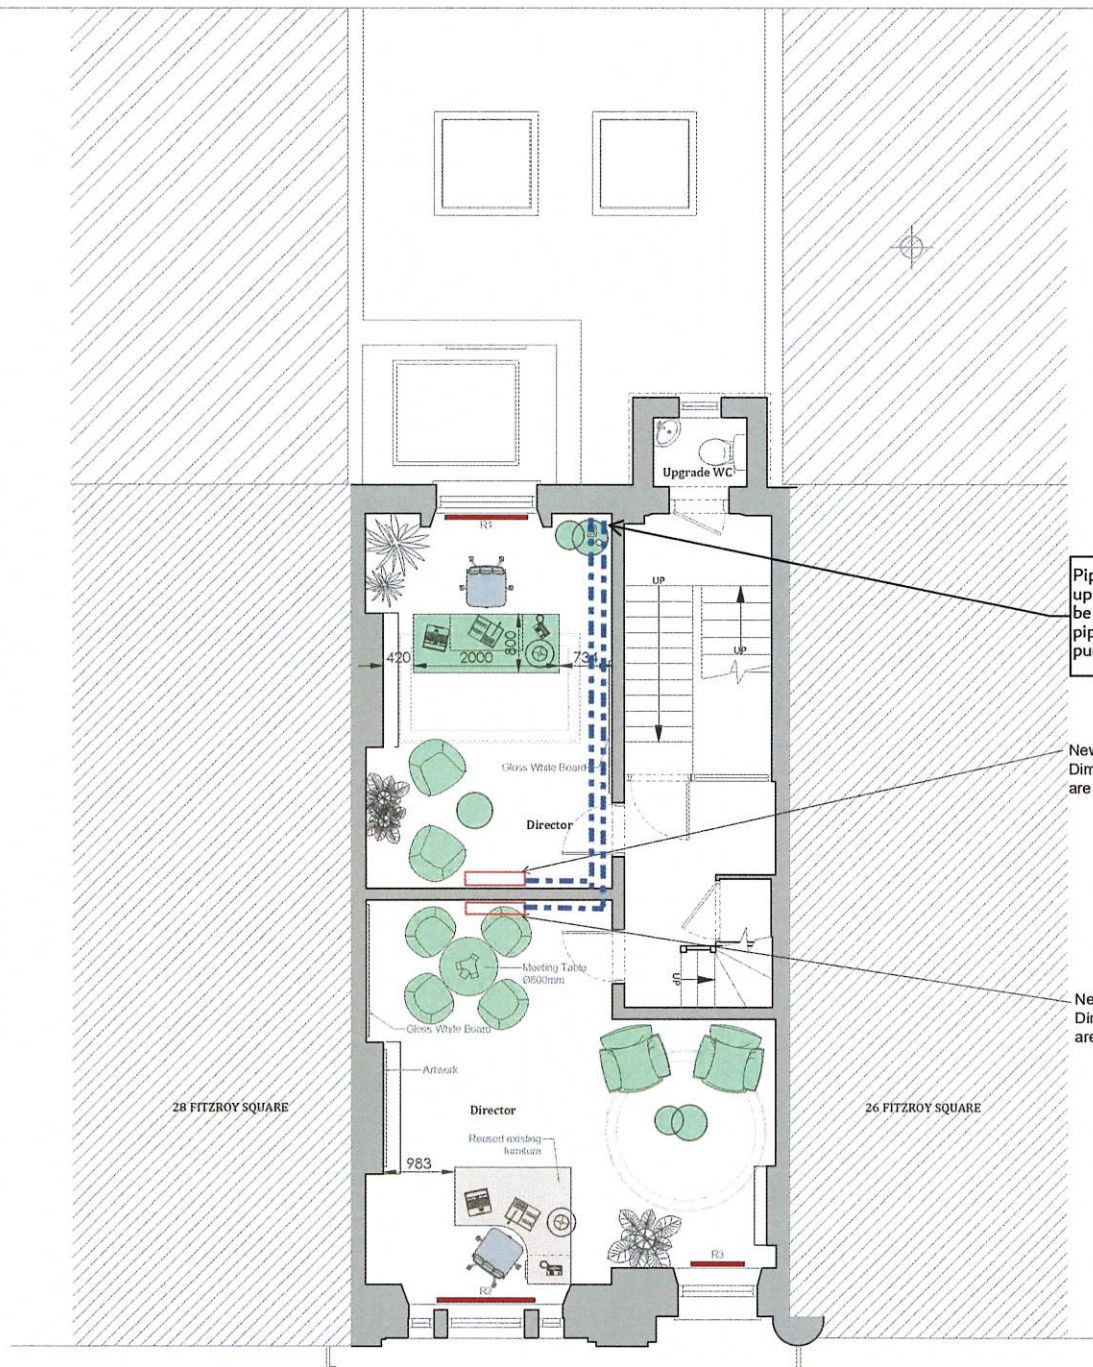 Upgrade WC
R1
UP
UP
Pip
up
be
pip
pu
420
2000
800
734
New
Dim
are
Gloss White Board
Director
Meeting Table
Ø800mm
UP
Ne
Di
are
Gloss White Board
Artwork
28 FITZROY SQUARE
Director
26 FITZROY SQUARE
Reused existing
furniture
983
R3
R2